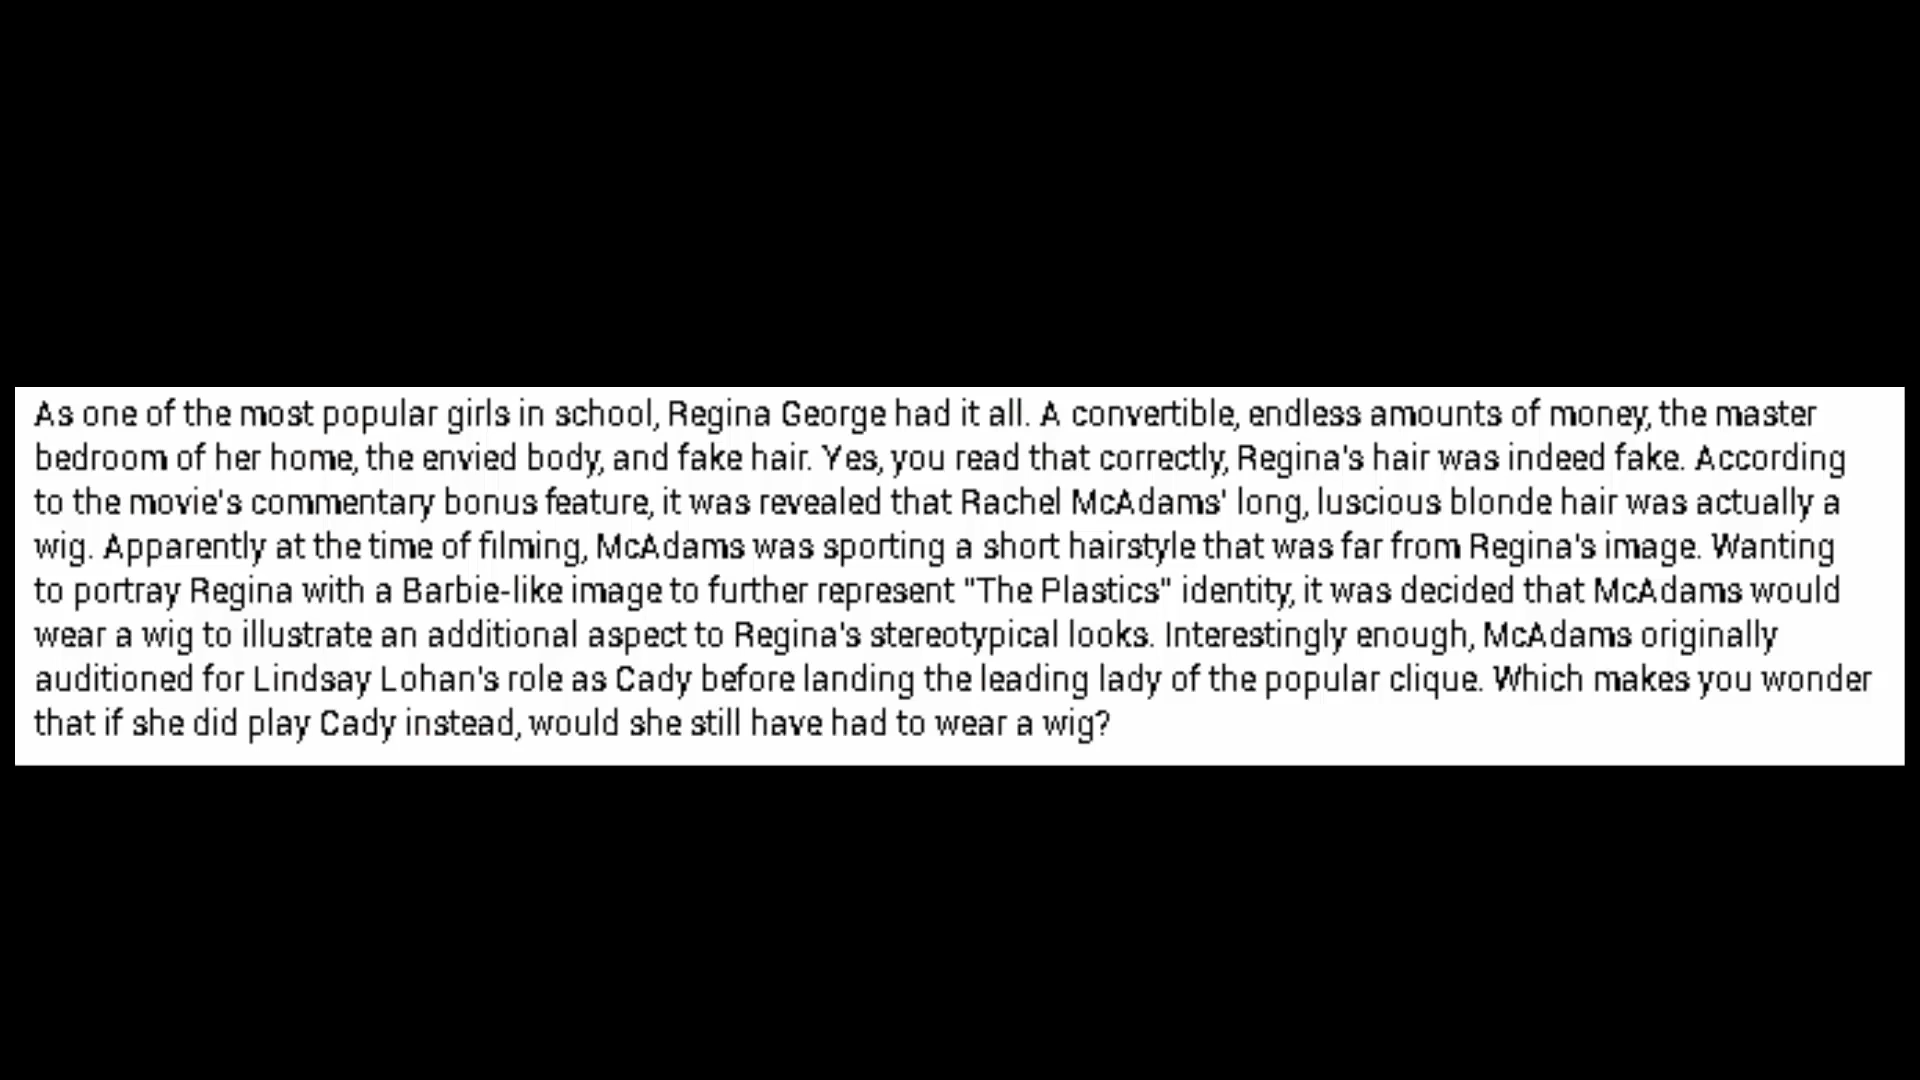 As one of the most popular girls in school, Regina George had it all. A convertible, endless amounts of money, the master
bedroom of her home, the envied body, and fake hair. Yes, you read that correctly, Regina's hair was indeed fake. According
to the movie's commentary bonus feature, it was revealed that Rachel McAdams' long, luscious blonde hair was actually a
wig. Apparently at the time of filming, McAdams was sporting a short hairstyle that was far from Regina's image. Wanting
to portray Regina with a Barbie-like image to further represent "The Plastics" identity, it was decided that McAdams would
wear a wig to illustrate an additional aspect to Regina's stereotypical looks. Interestingly enough, McAdams originally
auditioned for Lindsay Lohan's role as Cady before landing the leading lady of the popular clique. Which makes you wonder
that if she did play Cady instead, would she still have had to wear a wig?